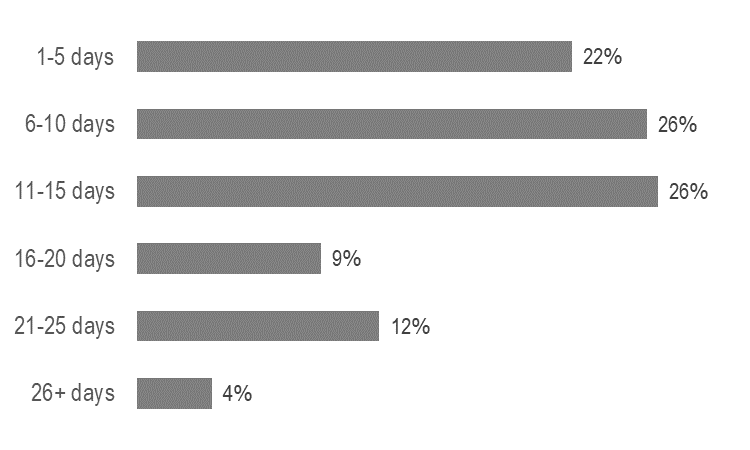 1-5 days 22%
6-10 days 26%
11-15 days 26%
16-20 days 9%
21-25 days 12%
26+ days 4%